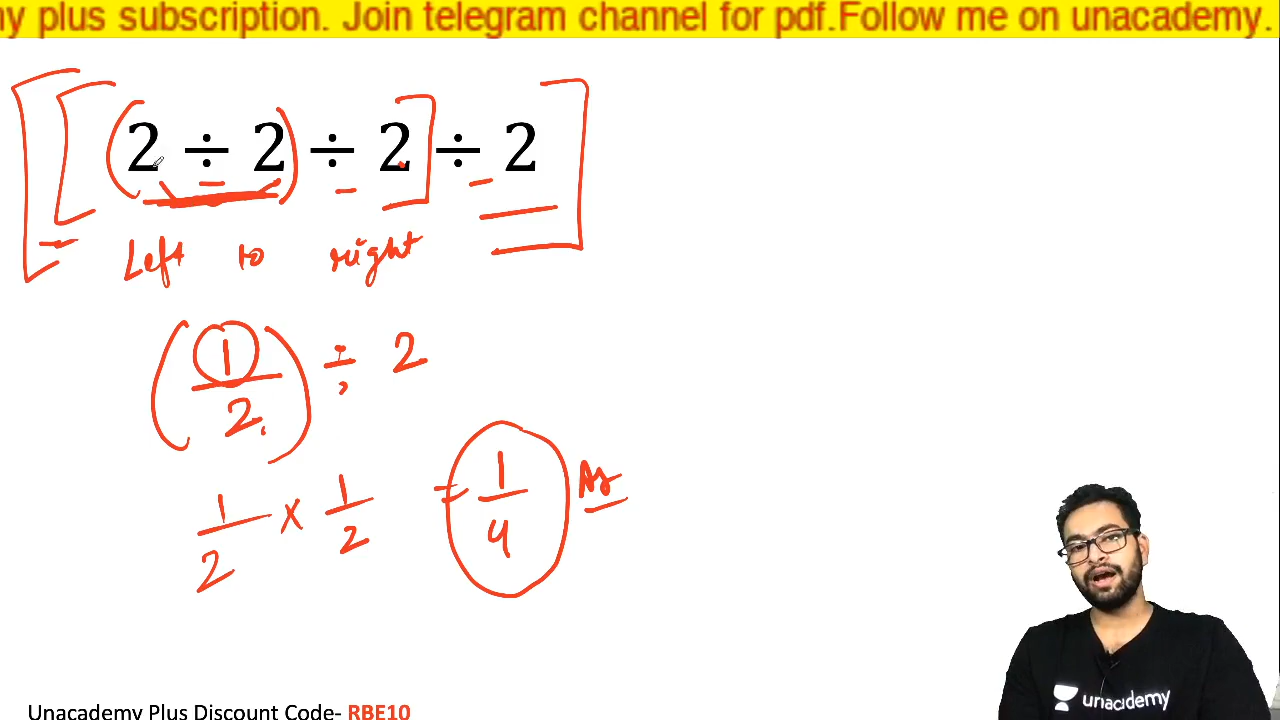 ny plus subscription. Join telegram channel for pdf.Follow me on unacademy.
[[(2 ÷ 2) ÷ 2] ÷ 2]
Left to right
(1/2) ÷ 2
1/2 × 1/2 = 1/4
unacademy
Unacademy Plus Discount Code- RBE10